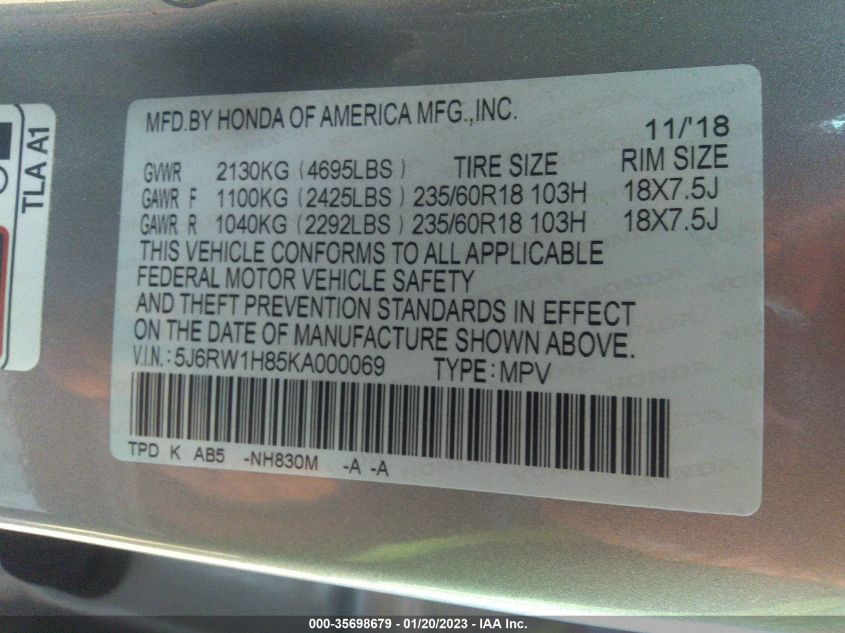 TLA A1
MFD.BY HONDA OF AMERICA MFG.,INC.
11/'18
GVWR 2130KG (4695LBS) TIRE SIZE RIM SIZE
GAWR F 1100KG (2425LBS) 235/60R18 103H 18X7.5J
GAWR R 1040KG (2292LBS) 235/60R18 103H 18X7.5J
THIS VEHICLE CONFORMS TO ALL APPLICABLE
FEDERAL MOTOR VEHICLE SAFETY
AND THEFT PREVENTION STANDARDS IN EFFECT
ON THE DATE OF MANUFACTURE SHOWN ABOVE.
V.I.N.: 5J6RW1H85KA000069 TYPE: MPV
TPD K AB5 -NH830M -A -A
000-35698679 - 01/20/2023 - IAA Inc.